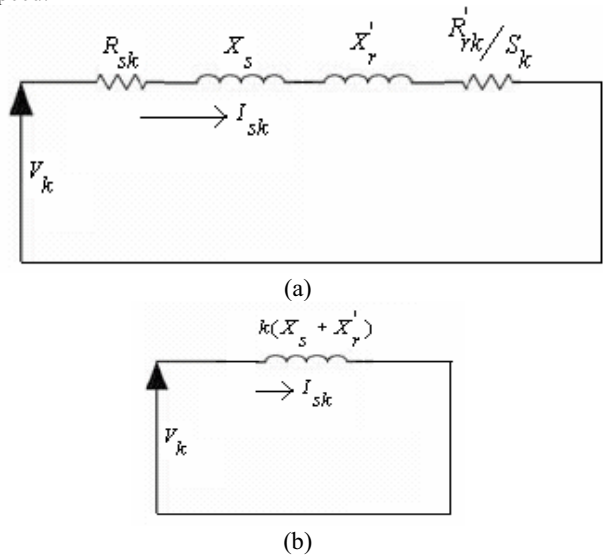 R_sk X_s X'_r R'_rk/S_k
I_sk
V_k
(a)
k(X_s + X'_r)
I_sk
V_k
(b)